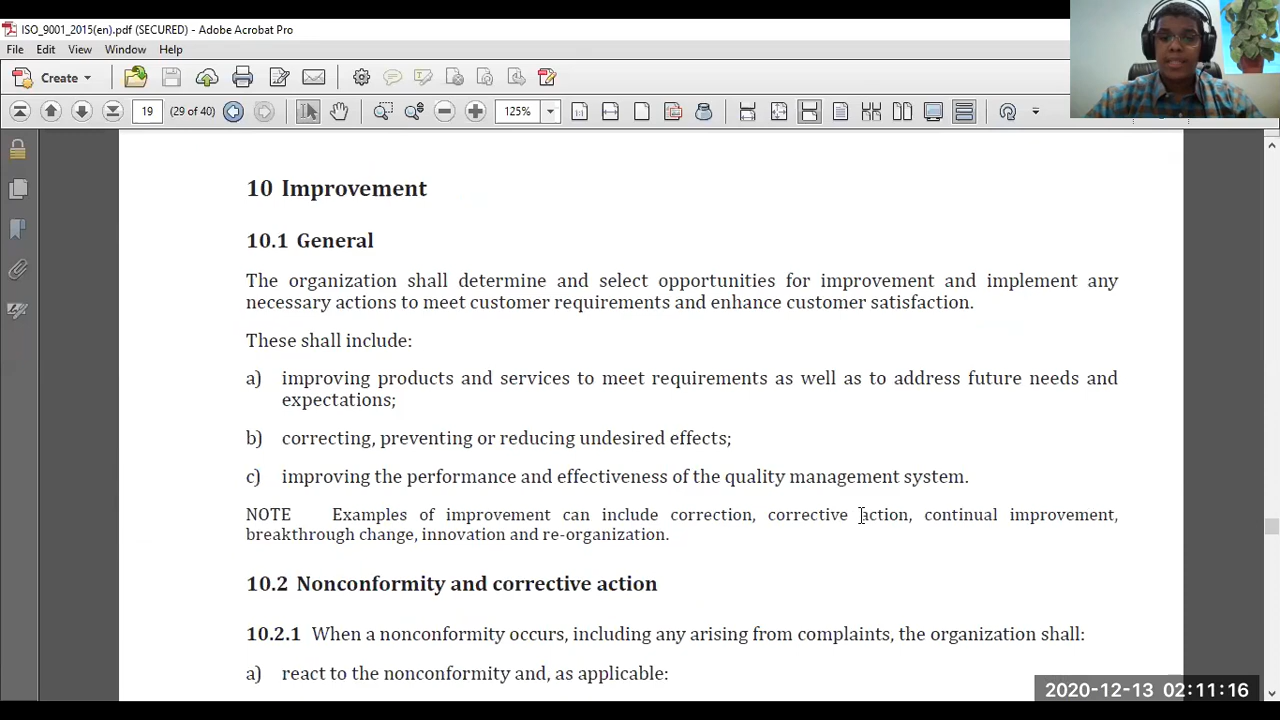 ISO_9001_2015(en).pdf (SECURED) - Adobe Acrobat Pro
File Edit View Window Help
Create
19 (29 of 40) 125%
10 Improvement
10.1 General
The organization shall determine and select opportunities for improvement and implement any
necessary actions to meet customer requirements and enhance customer satisfaction.
These shall include:
a) improving products and services to meet requirements as well as to address future needs and
expectations;
b) correcting, preventing or reducing undesired effects;
c) improving the performance and effectiveness of the quality management system.
NOTE Examples of improvement can include correction, corrective action, continual improvement,
breakthrough change, innovation and re-organization.
10.2 Nonconformity and corrective action
10.2.1 When a nonconformity occurs, including any arising from complaints, the organization shall:
a) react to the nonconformity and, as applicable:
2020-12-13 02:11:16